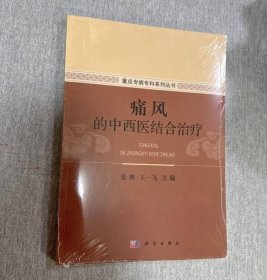 重点专病专科系列丛书
痛风
的中西医结合治疗
TONGFENG
DE ZHONGXIYI JIEHE ZHILIAO
王一飞 主编
科学出版社